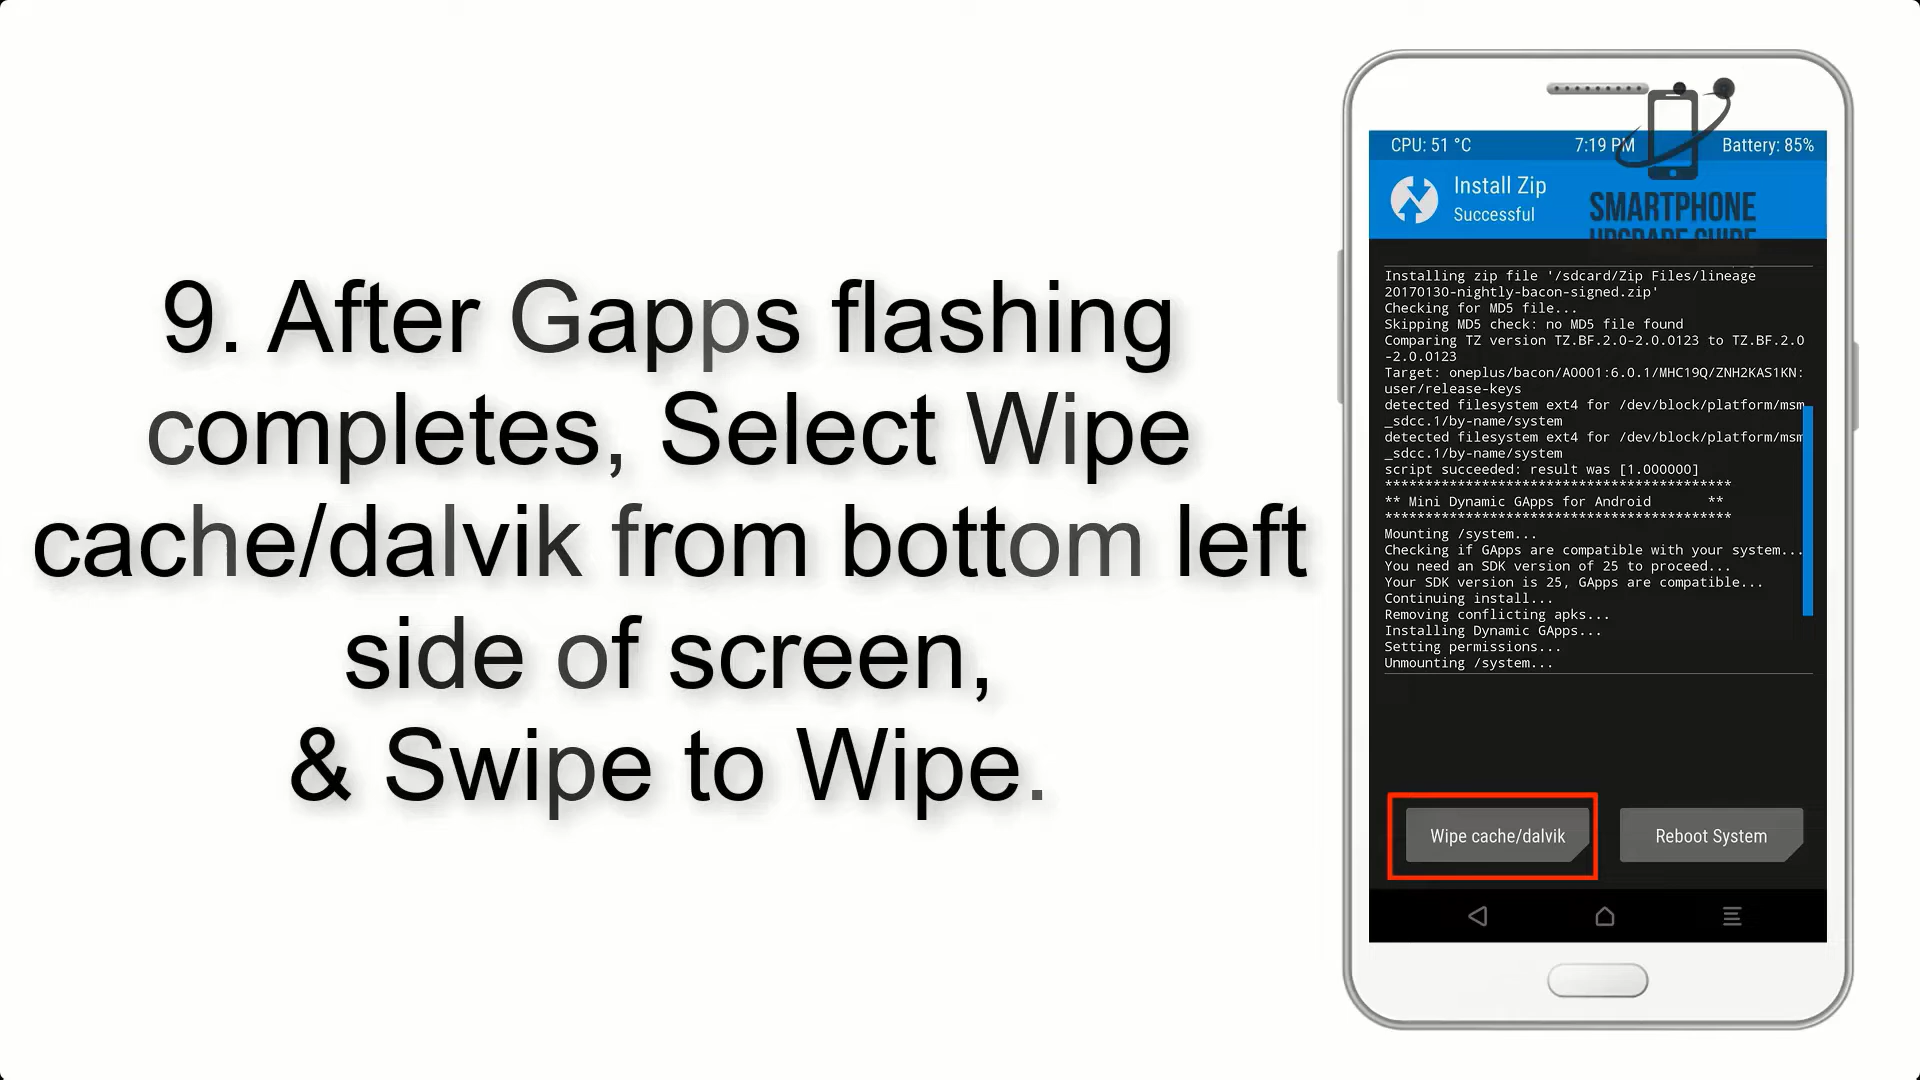 9. After Gapps flashing
completes, Select Wipe
cache/dalvik from bottom left
side of screen,
& Swipe to Wipe.
CPU: 51 °C
7:19 PM
Battery: 85%
Install Zip
Successful
SMARTPHONE
UPGRADE GUIDE
Installing zip file '/sdcard/Zip Files/lineage
20170130-nightly-bacon-signed.zip'
Checking for MD5 file...
Skipping MD5 check: no MD5 file found
Comparing TZ version TZ.BF.2.0-2.0.0123 to TZ.BF.2.0
-2.0.0123
Target: oneplus/bacon/A0001:6.0.1/MHC19Q/ZNH2KAS1KN:
user/release-keys
detected filesystem ext4 for /dev/block/platform/msm
_sdcc.1/by-name/system
detected filesystem ext4 for /dev/block/platform/msm
_sdcc.1/by-name/system
script succeeded: result was [1.000000]
*******************************************
** Mini Dynamic GApps for Android **
*******************************************
Mounting /system...
Checking if GApps are compatible with your system...
You need an SDK version of 25 to proceed...
Your SDK version is 25, GApps are compatible...
Continuing install...
Removing conflicting apks...
Installing Dynamic GApps...
Setting permissions...
Unmounting /system...
Wipe cache/dalvik
Reboot System